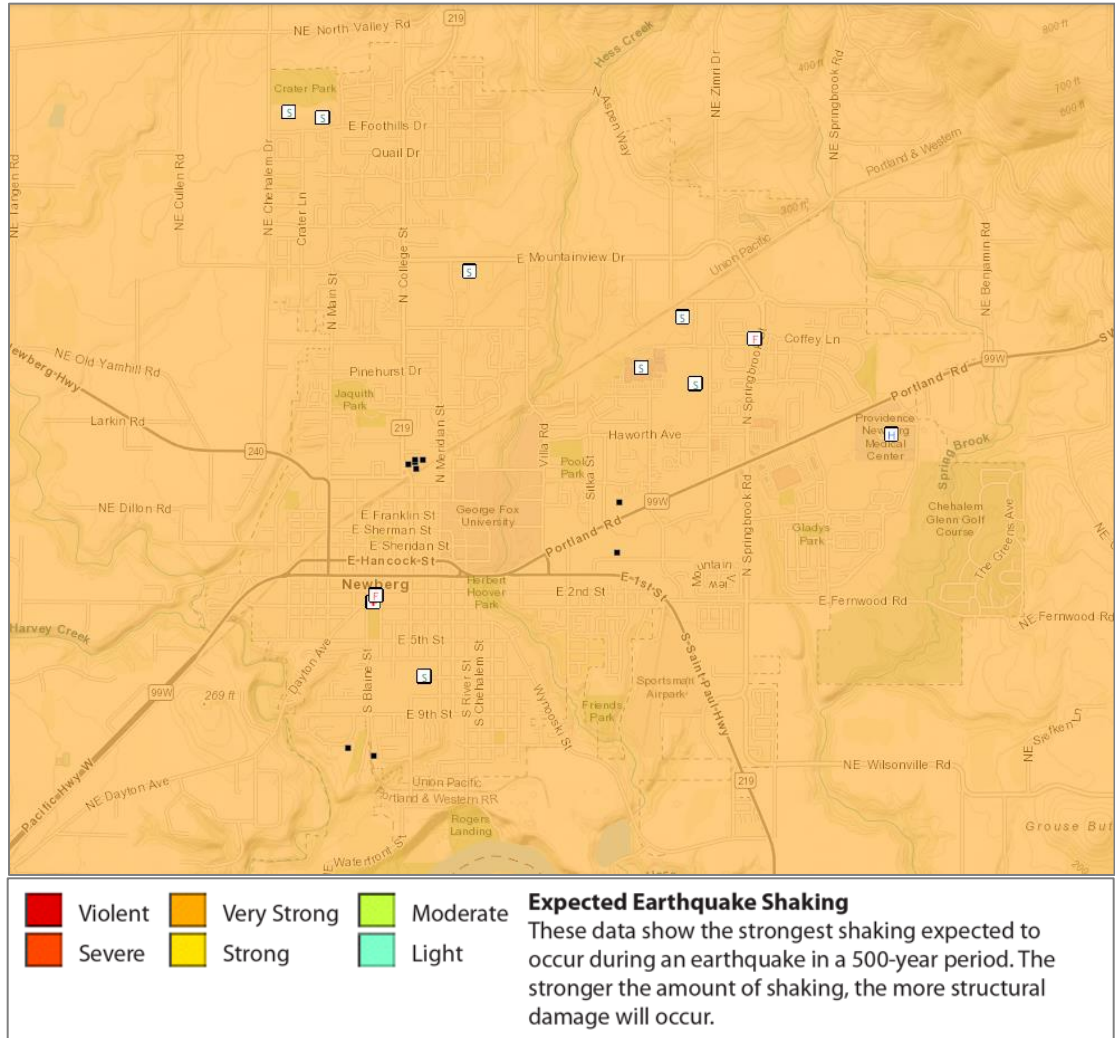 NE North Valley Rd
219
Hess Creek
800 ft
Crater Park
S
S
E Foothills Dr
Quail Dr
N Aspen Way
NE Zimri Dr
NE Springbrook Rd
400 ft
700 ft
600 ft
Portland & Western
NE Tangen Rd
NE Cullen Rd
NE Chehalem Dr
Crater Ln
N College St
300 ft
Union Pacific
E Mountainview Dr
NE Benjamin Rd
S
N Main St
S
F
Coffey Ln
NE Old Yamhill Rd
Pinehurst Dr
S
S
N Springbrook St
99W
Portland-Rd
Jaquith
Park
Larkin Rd
219
240
N Meridian St
Villa Rd
Haworth Ave
Providence
Newberg
Medical
Center
H
Spring Brook
Pool
Park
Sitka St
NE Dillon Rd
E Franklin St
E Sherman St
E Sheridan St
George Fox
University
99W
Portland-Rd
N Springbrook Rd
Gladys
Park
Chehalem
Glenn Golf
Course
The Greens Ave
E-Hancock-St
Newberg
Herbert
Hoover
Park
E 2nd St
E-1st-St
Mountain
View
E Fernwood Rd
NE Fernwood Rd
F
Harvey Creek
Dayton Ave
E 5th St
S
S Blaine St
S River St
S Chehalem St
Wynooski St
S-Saint-Paul-Hwy
Sportsman
Airpark
Friends
Park
269 ft
99W
E 9th St
NE Siefken Ln
Pacific-Hwy-W
NE Dayton Ave
Union Pacific
Portland & Western RR
219
NE Wilsonville Rd
Rogers
Landing
NE Waterfront St
Violent
Very Strong
Moderate
Severe
Strong
Light
Expected Earthquake Shaking
These data show the strongest shaking expected to
occur during an earthquake in a 500-year period. The
stronger the amount of shaking, the more structural
damage will occur.